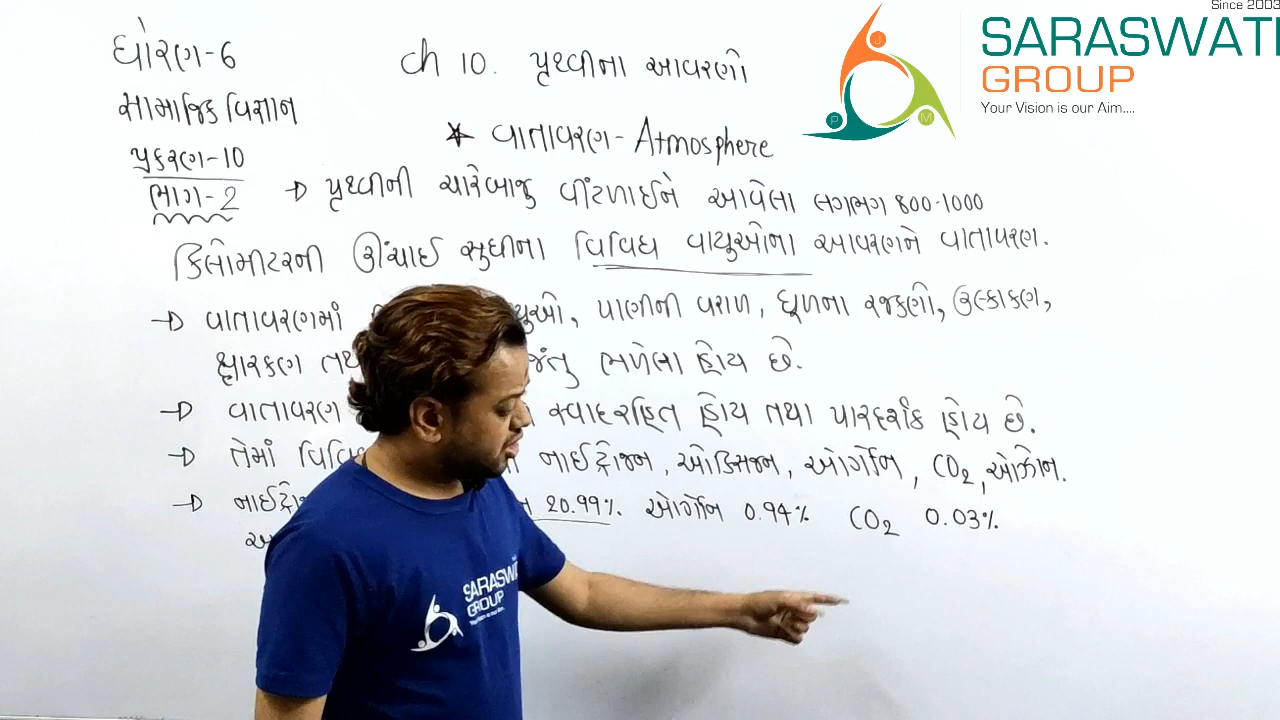 Since 2003
SARASWATI
GROUP
Your Vision is our Aim....
J
P
M
ધોરણ-6
સામાજિક વિજ્ઞાન
પ્રકરણ-10
ભાગ-2
ch 10. પૃથ્વીના આવરણો
* વાતાવરણ - Atmosphere
→ પૃથ્વીની ચારેબાજુ વીંટળાઈને આવેલા લગભગ 800-1000
કિલોમીટરની ઊંચાઈ સુધીના વિવિધ વાયુઓના આવરણને વાતાવરણ.
→ વાતાવરણમાં પાણીની વરાળ, ધૂળના રજકણો, ઉલ્કાકણ,
ક્ષારકણ ભળેલા હોય છે.
→ વાતાવરણ સ્વાદરહિત હોય તથા પારદર્શક હોય છે.
→ તેમાં નાઈટ્રોજન, ઓક્સિજન, ઓર્ગોન, CO2, ઓઝોન.
→ 20.99% ઓર્ગોન 0.94% CO2 0.03%
SARASWATI
GROUP